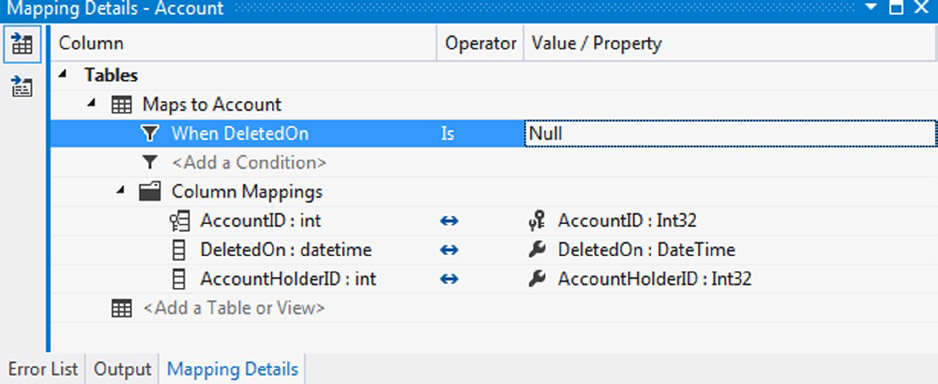 Mapping Details - Account
Column Operator Value / Property
Tables
Maps to Account
When DeletedOn Is Null
<Add a Condition>
Column Mappings
AccountID : int AccountID : Int32
DeletedOn : datetime DeletedOn : DateTime
AccountHolderID : int AccountHolderID : Int32
<Add a Table or View>
Error List Output Mapping Details